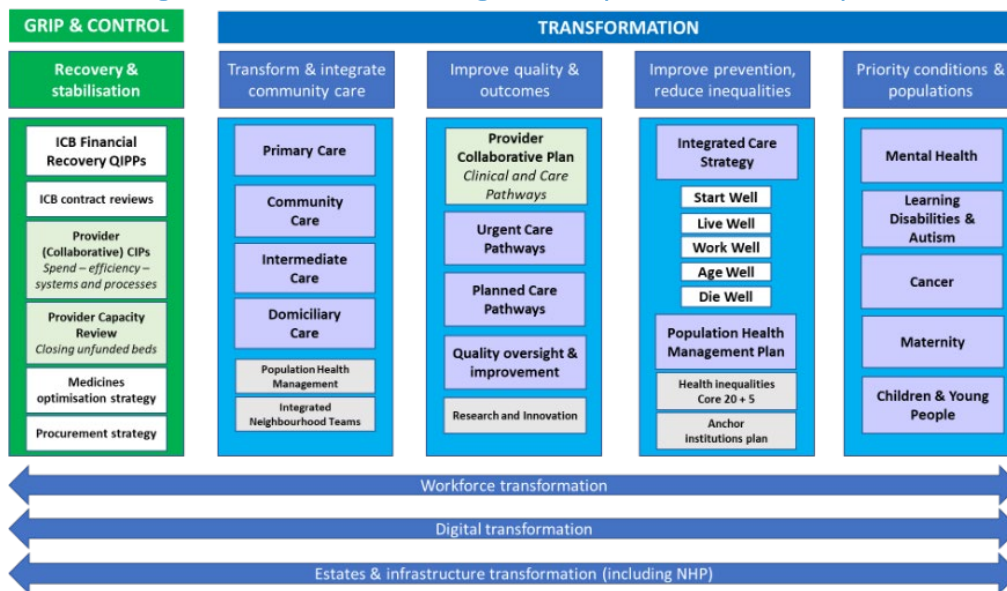 GRIP & CONTROL
TRANSFORMATION
Recovery &
stabilisation
Transform & integrate
community care
Improve quality &
outcomes
Improve prevention,
reduce inequalities
Priority conditions &
populations
ICB Financial
Recovery QIPPs
ICB contract reviews
Provider
(Collaborative) CIPs
Spend – efficiency –
systems and processes
Provider Capacity
Review
Closing unfunded beds
Medicines
optimisation strategy
Procurement strategy
Primary Care
Community
Care
Intermediate
Care
Domiciliary
Care
Population Health
Management
Integrated
Neighbourhood Teams
Provider
Collaborative Plan
Clinical and Care
Pathways
Urgent Care
Pathways
Planned Care
Pathways
Quality oversight &
improvement
Research and Innovation
Integrated Care
Strategy
Start Well
Live Well
Work Well
Age Well
Die Well
Population Health
Management Plan
Health inequalities
Core 20 + 5
Anchor
institutions plan
Mental Health
Learning
Disabilities &
Autism
Cancer
Maternity
Children & Young
People
Workforce transformation
Digital transformation
Estates & infrastructure transformation (including NHP)